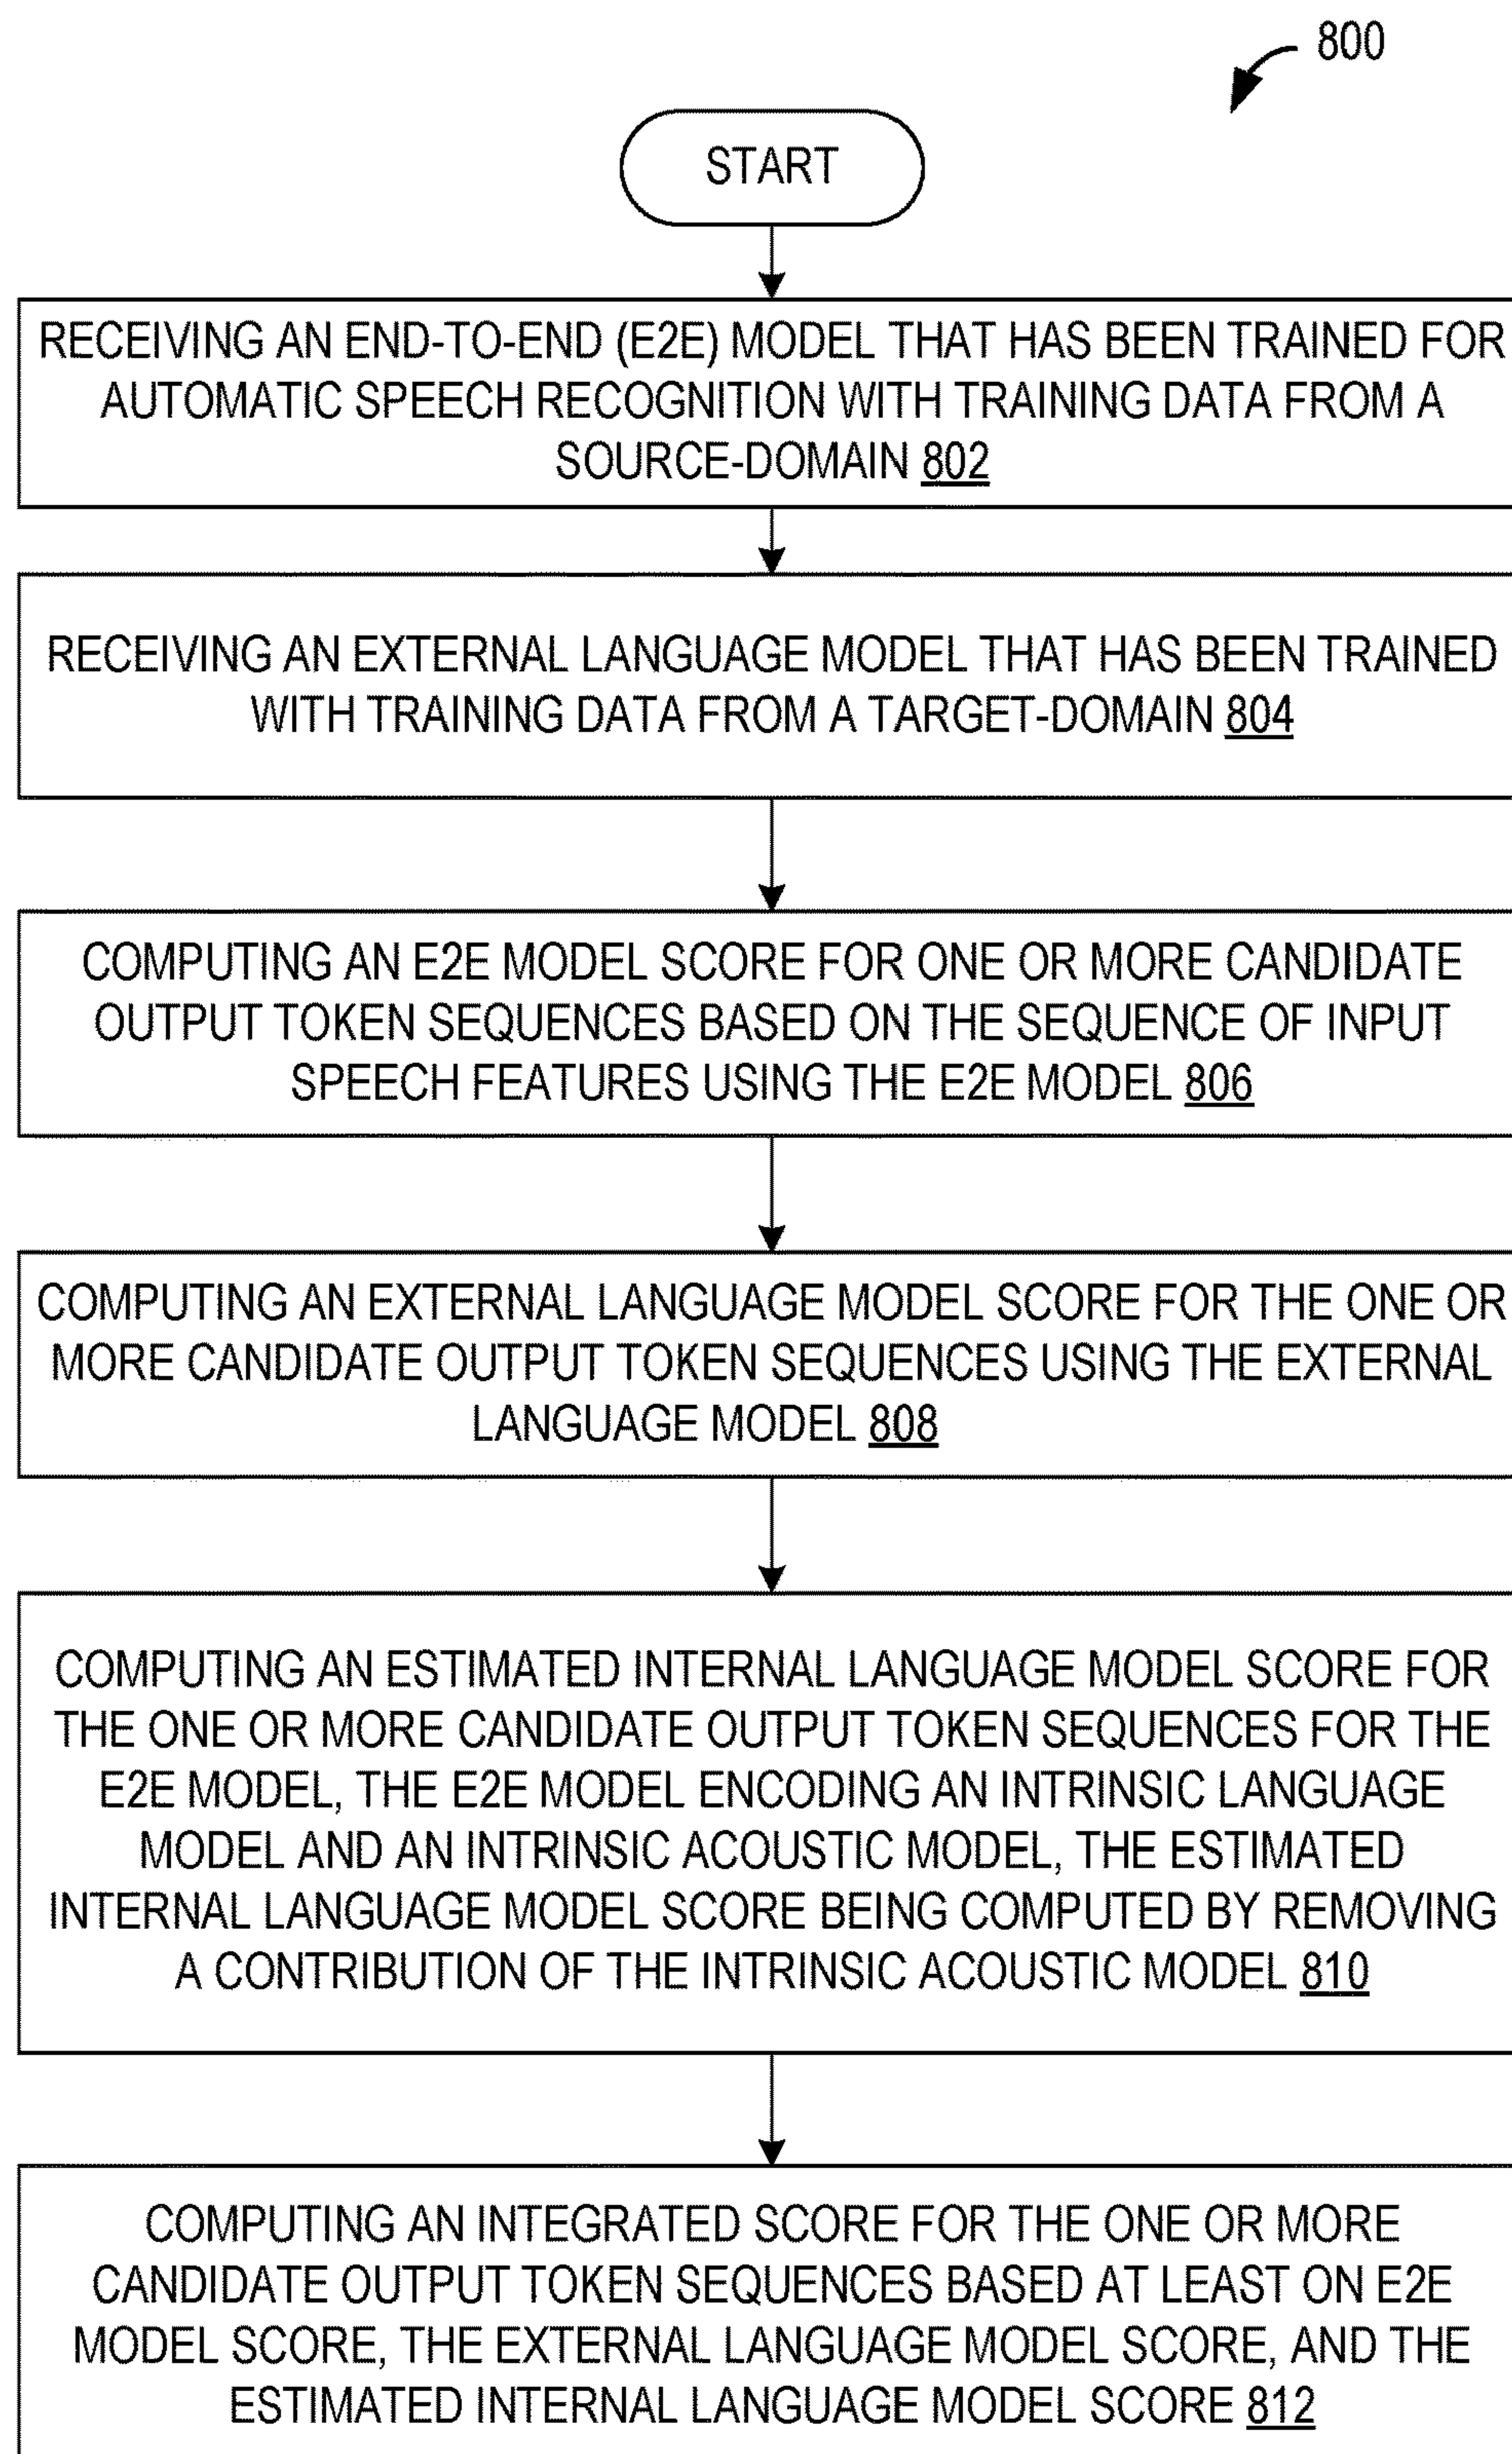 800
START
RECEIVING AN END-TO-END (E2E) MODEL THAT HAS BEEN TRAINED FOR
AUTOMATIC SPEECH RECOGNITION WITH TRAINING DATA FROM A
SOURCE-DOMAIN 802
RECEIVING AN EXTERNAL LANGUAGE MODEL THAT HAS BEEN TRAINED
WITH TRAINING DATA FROM A TARGET-DOMAIN 804
COMPUTING AN E2E MODEL SCORE FOR ONE OR MORE CANDIDATE
OUTPUT TOKEN SEQUENCES BASED ON THE SEQUENCE OF INPUT
SPEECH FEATURES USING THE E2E MODEL 806
COMPUTING AN EXTERNAL LANGUAGE MODEL SCORE FOR THE ONE OR
MORE CANDIDATE OUTPUT TOKEN SEQUENCES USING THE EXTERNAL
LANGUAGE MODEL 808
COMPUTING AN ESTIMATED INTERNAL LANGUAGE MODEL SCORE FOR
THE ONE OR MORE CANDIDATE OUTPUT TOKEN SEQUENCES FOR THE
E2E MODEL, THE E2E MODEL ENCODING AN INTRINSIC LANGUAGE
MODEL AND AN INTRINSIC ACOUSTIC MODEL, THE ESTIMATED
INTERNAL LANGUAGE MODEL SCORE BEING COMPUTED BY REMOVING
A CONTRIBUTION OF THE INTRINSIC ACOUSTIC MODEL 810
COMPUTING AN INTEGRATED SCORE FOR THE ONE OR MORE
CANDIDATE OUTPUT TOKEN SEQUENCES BASED AT LEAST ON E2E
MODEL SCORE, THE EXTERNAL LANGUAGE MODEL SCORE, AND THE
ESTIMATED INTERNAL LANGUAGE MODEL SCORE 812